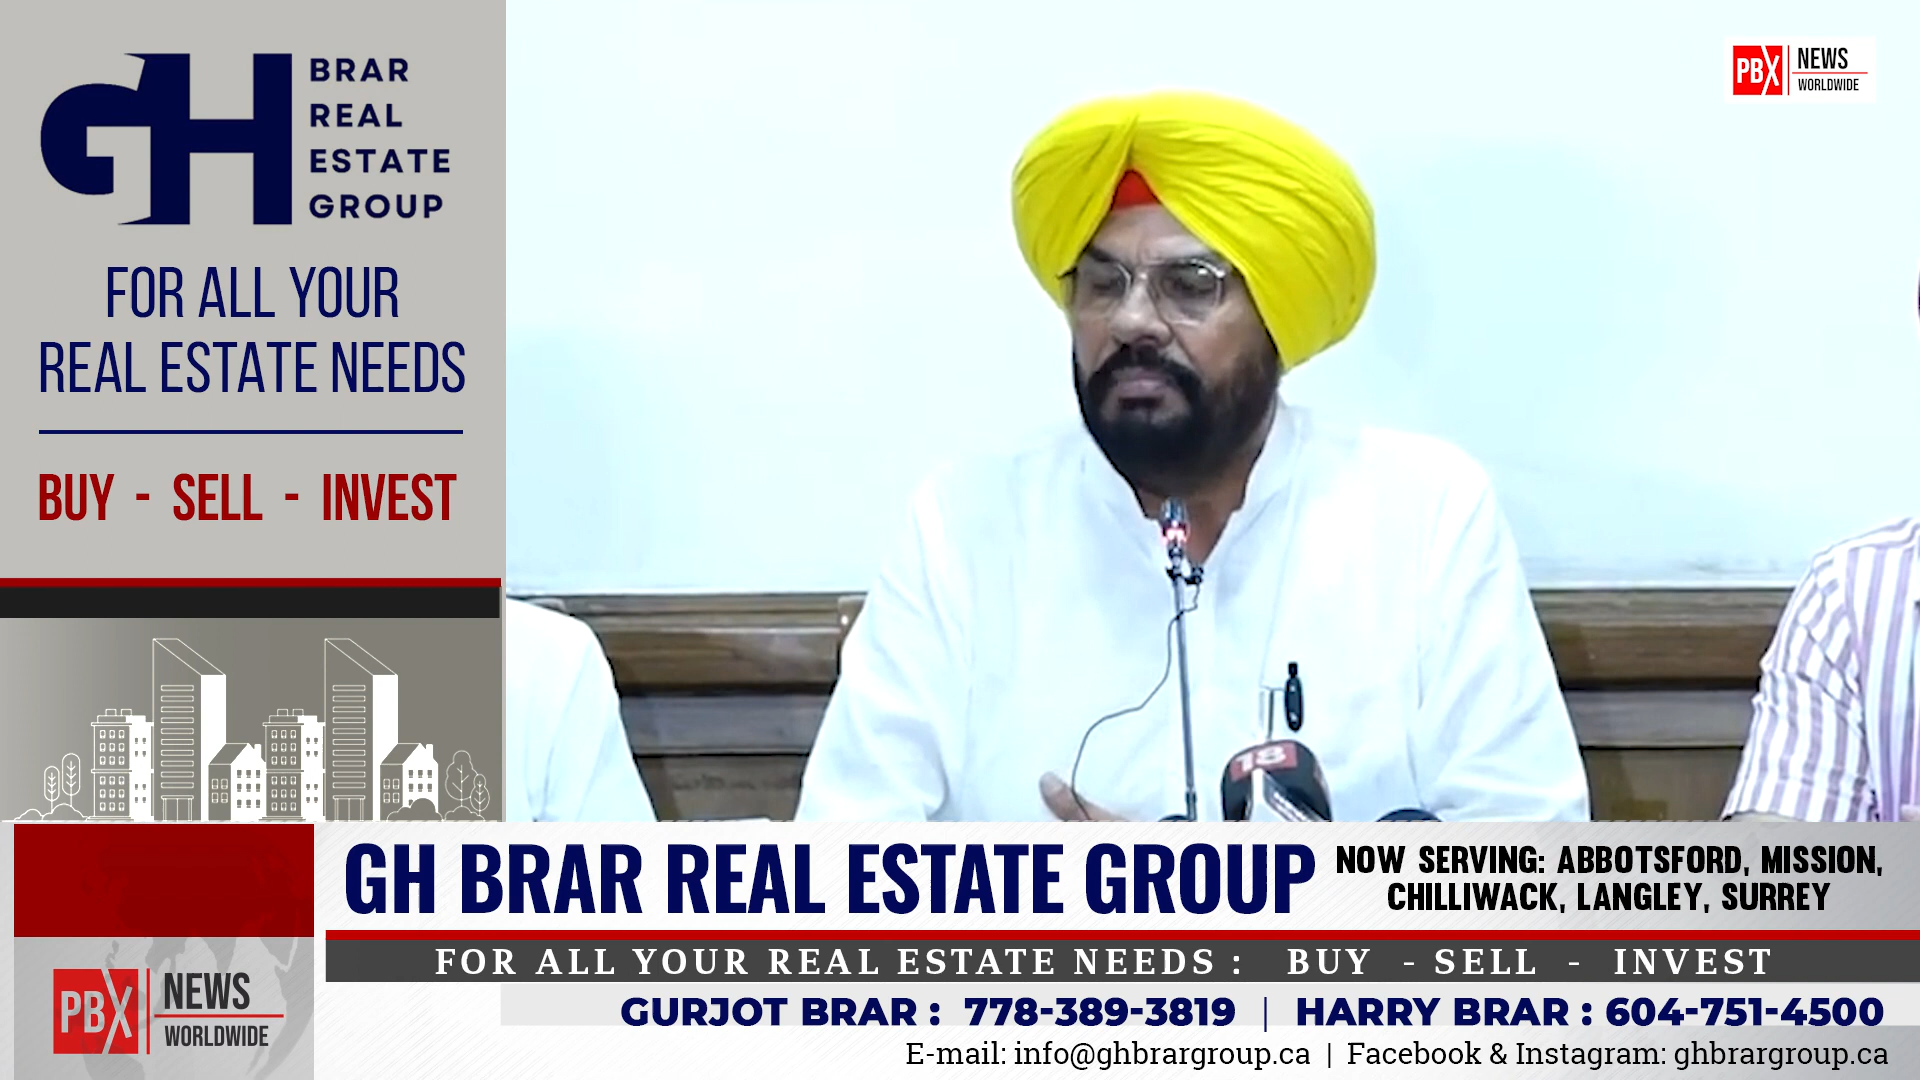 GH
BRAR
REAL
ESTATE
GROUP
FOR ALL YOUR
REAL ESTATE NEEDS
BUY - SELL - INVEST
PBX NEWS
WORLDWIDE
18
GH BRAR REAL ESTATE GROUP
NOW SERVING: ABBOTSFORD, MISSION,
CHILLIWACK, LANGLEY, SURREY
FOR ALL YOUR REAL ESTATE NEEDS : BUY - SELL - INVEST
PBX NEWS
WORLDWIDE
GURJOT BRAR : 778-389-3819 | HARRY BRAR : 604-751-4500
E-mail: info@ghbrargroup.ca | Facebook & Instagram: ghbrargroup.ca